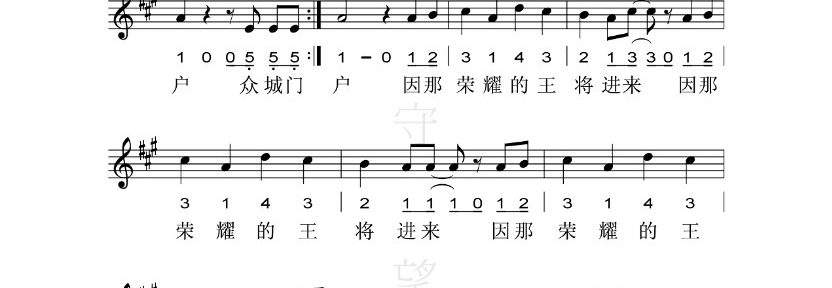 1 0 0 5 5 5 1 - 0 1 2 3 1 4 3 2 1 3 3 0 1 2
户 众 城 门 户 因那 荣 耀 的 王 将 进来 因那
守
3 1 4 3 2 1 1 1 0 1 2 3 1 4 3
荣 耀 的 王 将 进来 因那 荣 耀 的 王
望